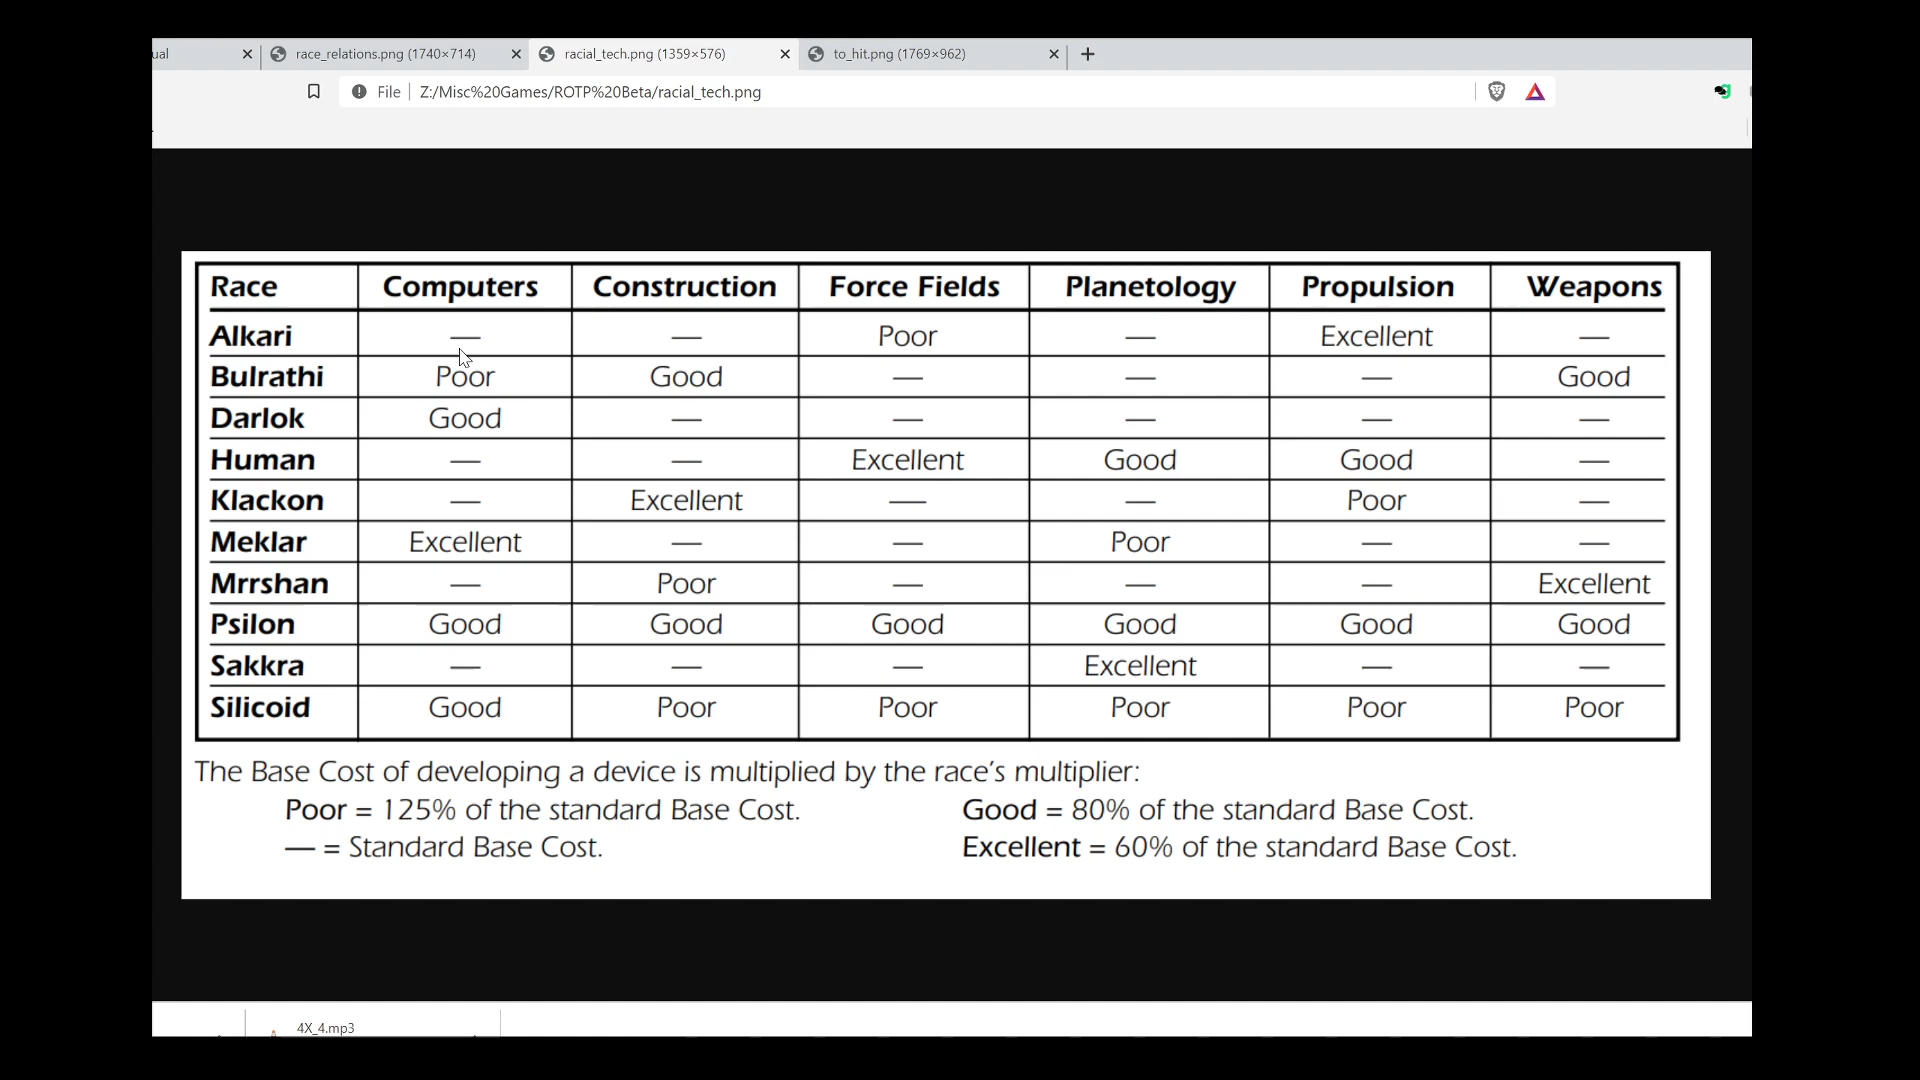 ual race_relations.png (1740×714) racial_tech.png (1359×576) to_hit.png (1769×962)
File Z:/Misc%20Games/ROTP%20Beta/racial_tech.png
Race Computers Construction Force Fields Planetology Propulsion Weapons
Alkari — — Poor — Excellent —
Bulrathi Poor Good — — — Good
Darlok Good — — — — —
Human — — Excellent Good Good —
Klackon — Excellent — — Poor —
Meklar Excellent — — Poor — —
Mrrshan — Poor — — — Excellent
Psilon Good Good Good Good Good Good
Sakkra — — — Excellent — —
Silicoid Good Poor Poor Poor Poor Poor
The Base Cost of developing a device is multiplied by the race's multiplier:
Poor = 125% of the standard Base Cost. Good = 80% of the standard Base Cost.
— = Standard Base Cost. Excellent = 60% of the standard Base Cost.
4X_4.mp3